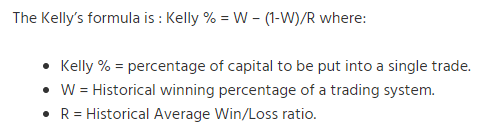 The Kelly's formula is : Kelly % = W – (1-W)/R where:
• Kelly % = percentage of capital to be put into a single trade.
• W = Historical winning percentage of a trading system.
• R = Historical Average Win/Loss ratio.